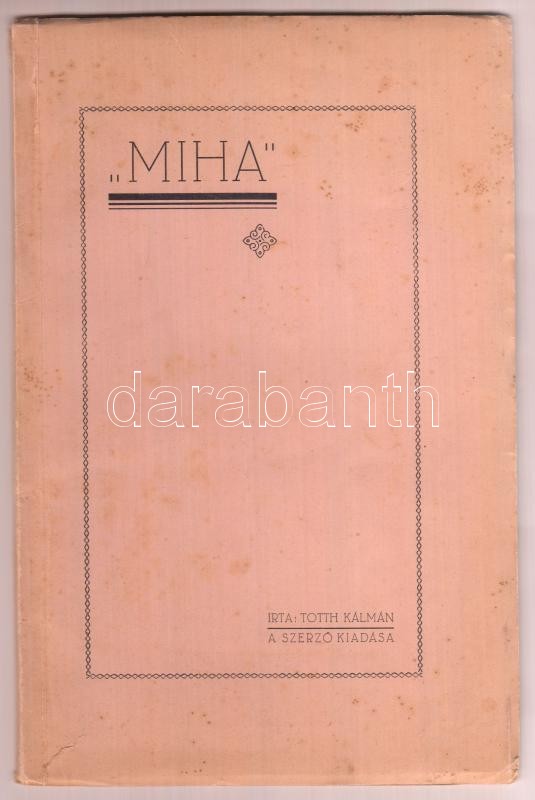 „MIHA"
darabanth
IRTA: TOTTH KÁLMÁN
A SZERZŐ KIADÁSA